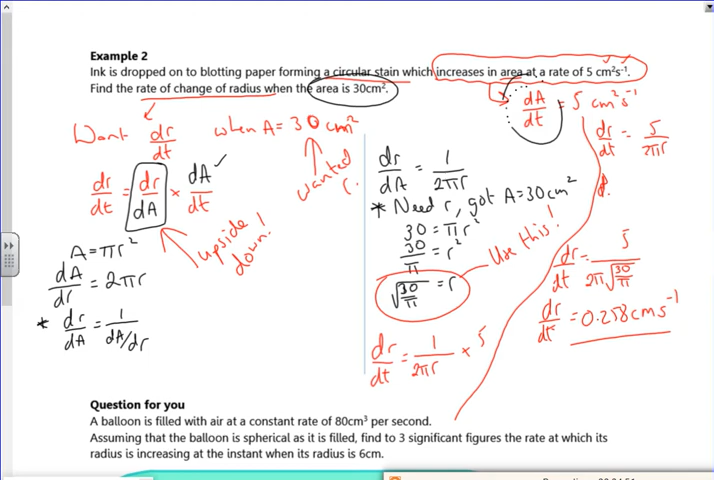 Example 2
Ink is dropped on to blotting paper forming a circular stain which increases in area at a rate of 5 cm²s⁻¹.
Find the rate of change of radius when the area is 30cm².
dA/dt = 5 cm²s⁻¹
Want dr/dt when A = 30 cm²
wanted r.
dr/dt = dr/dA × dA/dt ✓
upside down!
A = πr²
dA/dr = 2πr
* dr/dA = 1/(dA/dr)
dr/dA = 1/2πr
* Need r, got A=30cm²
30 = πr²
30/π = r²
√(30/π) = r
Use this!
dr/dt = 1/2πr × 5
dr/dt = 5/2πr
dr/dt = 5/2π√(30/π)
dr/dt = 0.258cms⁻¹
Question for you
A balloon is filled with air at a constant rate of 80cm³ per second.
Assuming that the balloon is spherical as it is filled, find to 3 significant figures the rate at which its
radius is increasing at the instant when its radius is 6cm.